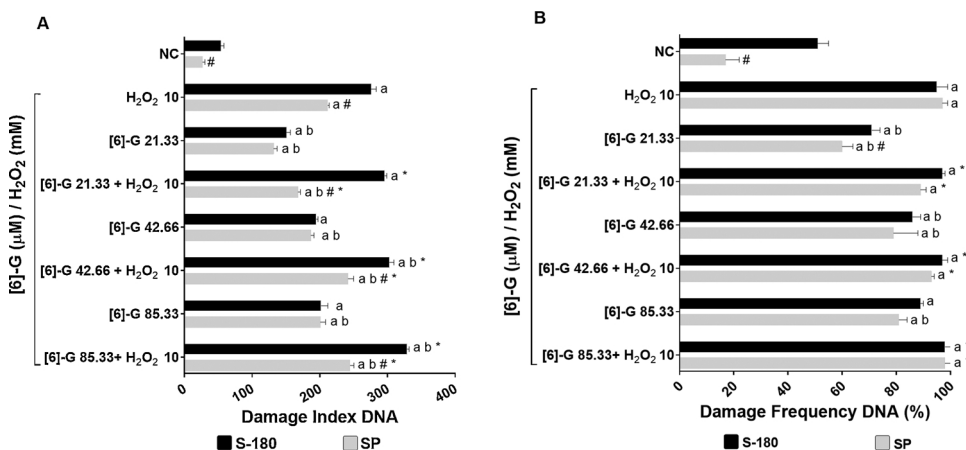 A
[6]-G (µM) / H₂O₂ (mM)
NC
#
H₂O₂ 10
a
a #
[6]-G 21.33
a b
a b
[6]-G 21.33 + H₂O₂ 10
a *
a b # *
[6]-G 42.66
a
a b
[6]-G 42.66 + H₂O₂ 10
a b *
a b # *
[6]-G 85.33
a
a b
[6]-G 85.33+ H₂O₂ 10
a b *
a b # *
0 100 200 300 400
Damage Index DNA
S-180 SP
B
[6]-G (µM) / H₂O₂ (mM)
NC
#
H₂O₂ 10
a
a
[6]-G 21.33
a b
a b #
[6]-G 21.33 + H₂O₂ 10
a *
a *
[6]-G 42.66
a b
a b
[6]-G 42.66 + H₂O₂ 10
a *
a *
[6]-G 85.33
a
a b
[6]-G 85.33+ H₂O₂ 10
a
a
0 20 40 60 80 100
Damage Frequency DNA (%)
S-180 SP